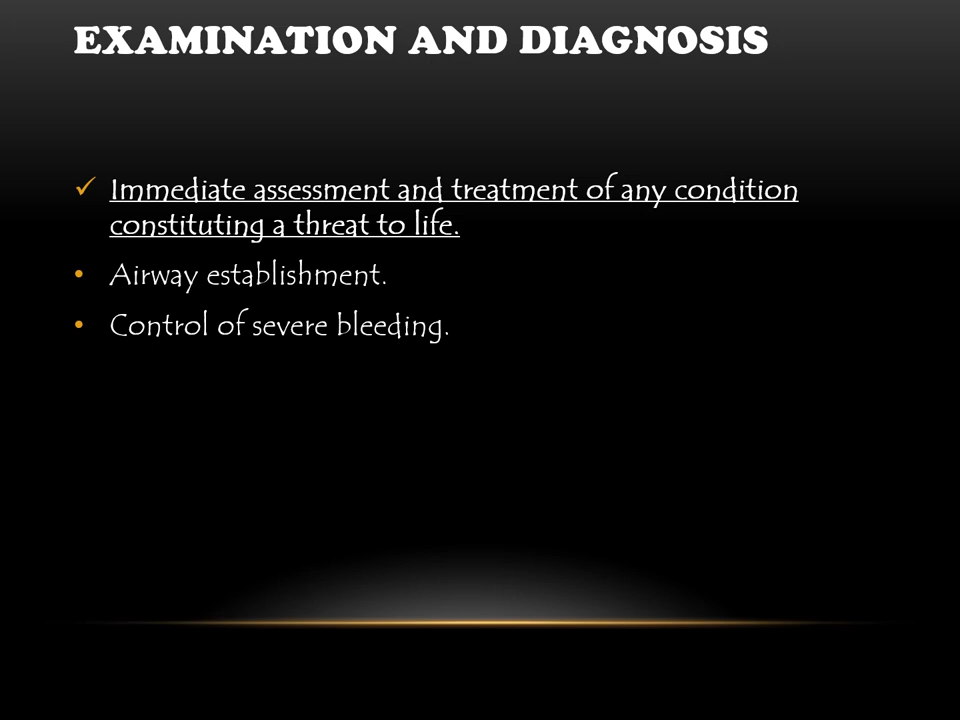 EXAMINATION AND DIAGNOSIS
✓ Immediate assessment and treatment of any condition
constituting a threat to life.
• Airway establishment.
• Control of severe bleeding.